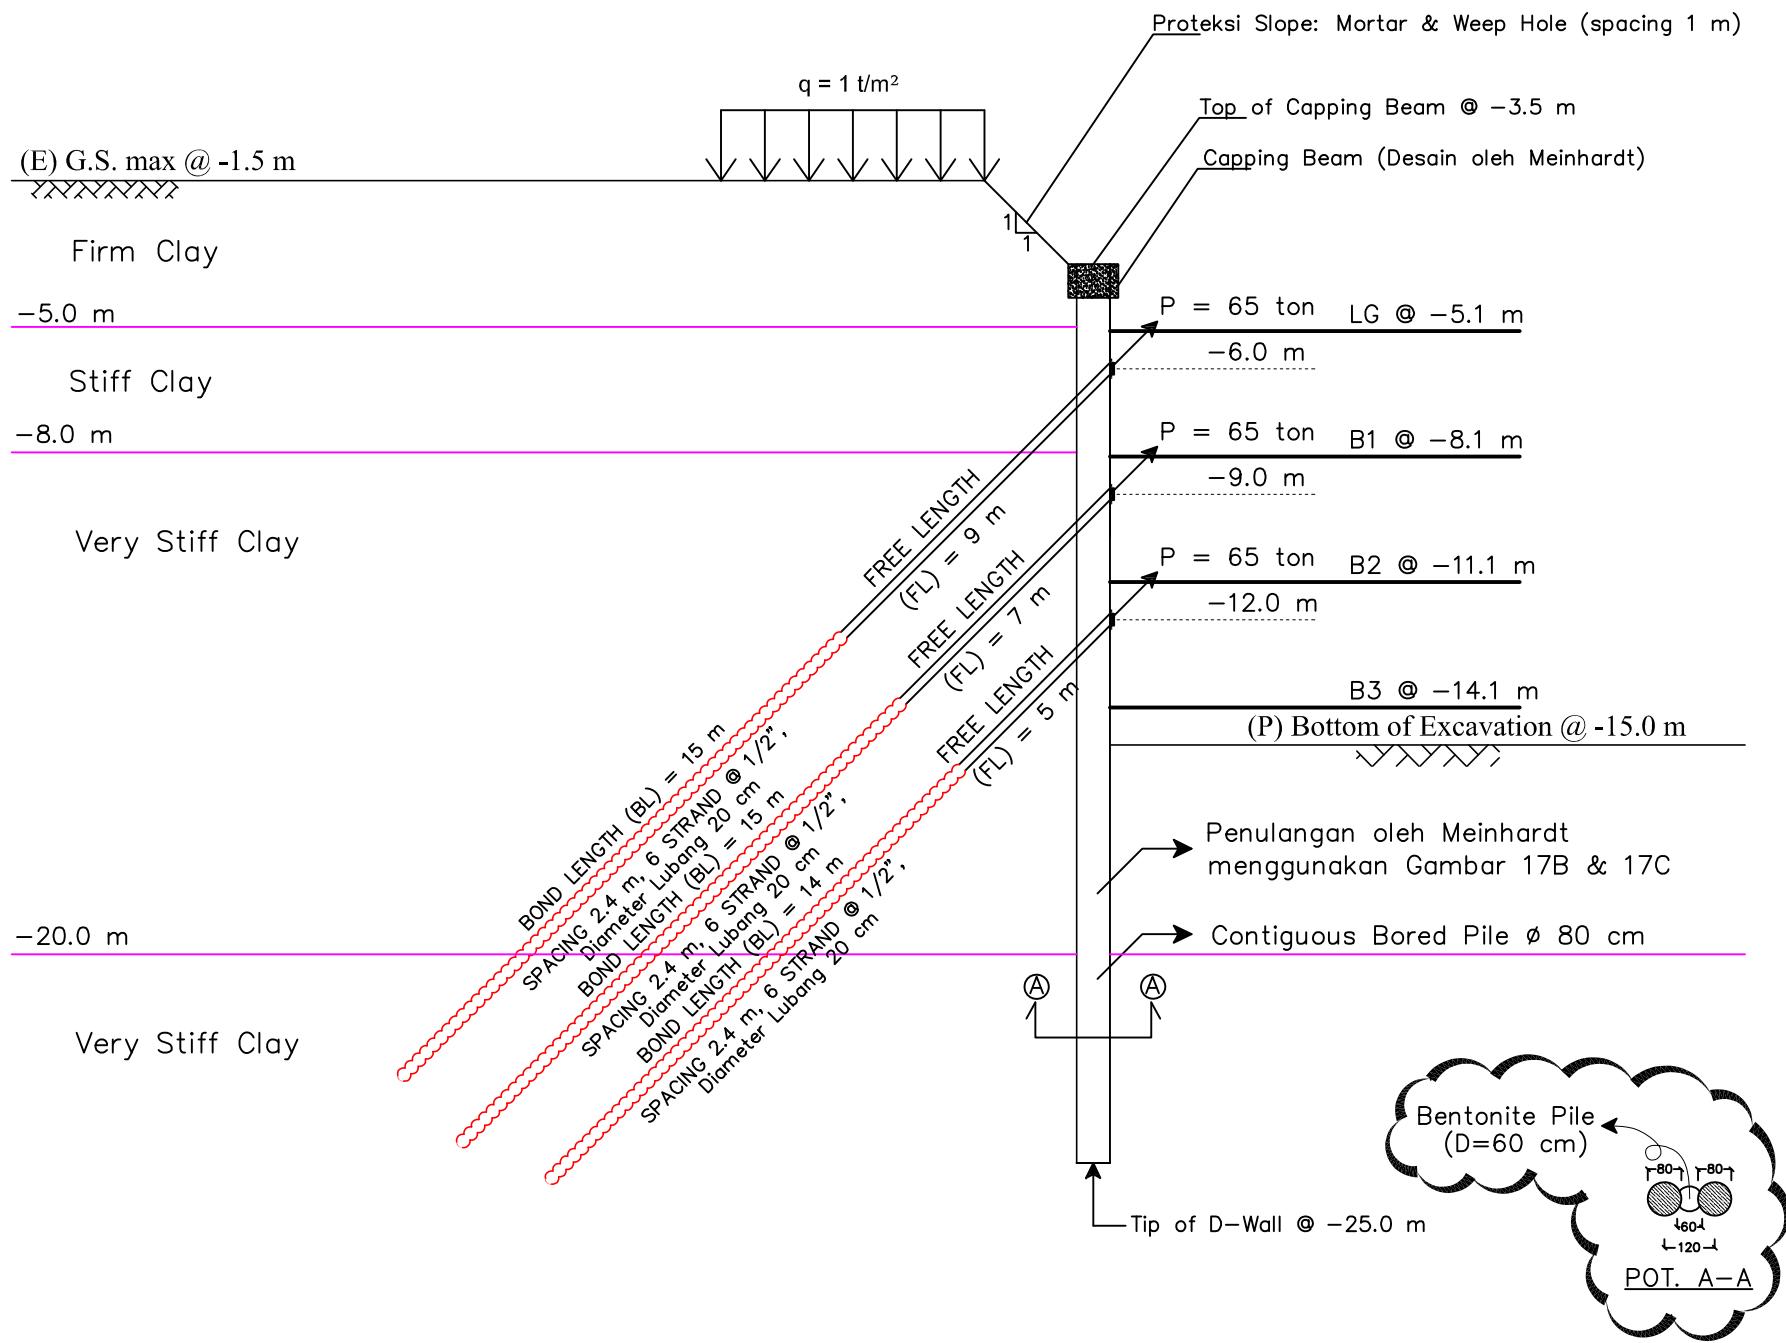 Proteksi Slope: Mortar & Weep Hole (spacing 1 m)
q = 1 t/m²
Top of Capping Beam @ -3.5 m
(E) G.S. max @ -1.5 m
Capping Beam (Desain oleh Meinhardt)
1
1
Firm Clay
-5.0 m
P = 65 ton
LG @ -5.1 m
-6.0 m
Stiff Clay
-8.0 m
P = 65 ton
B1 @ -8.1 m
-9.0 m
Very Stiff Clay
FREE LENGTH
(FL) = 9 m
P = 65 ton
B2 @ -11.1 m
-12.0 m
FREE LENGTH
(FL) = 7 m
FREE LENGTH
(FL) = 5 m
B3 @ -14.1 m
(P) Bottom of Excavation @ -15.0 m
BOND LENGTH (BL) = 15 m
SPACING 2.4 m, 6 STRAND @ 1/2",
Diameter Lubang 20 cm
BOND LENGTH (BL) = 15 m
SPACING 2.4 m, 6 STRAND @ 1/2",
Diameter Lubang 20 cm
BOND LENGTH (BL) = 14 m
SPACING 2.4 m, 6 STRAND @ 1/2",
Diameter Lubang 20 cm
Penulangan oleh Meinhardt
menggunakan Gambar 17B & 17C
-20.0 m
Contiguous Bored Pile ø 80 cm
A
A
Very Stiff Clay
Bentonite Pile
(D=60 cm)
80
80
60
120
POT. A-A
Tip of D-Wall @ -25.0 m